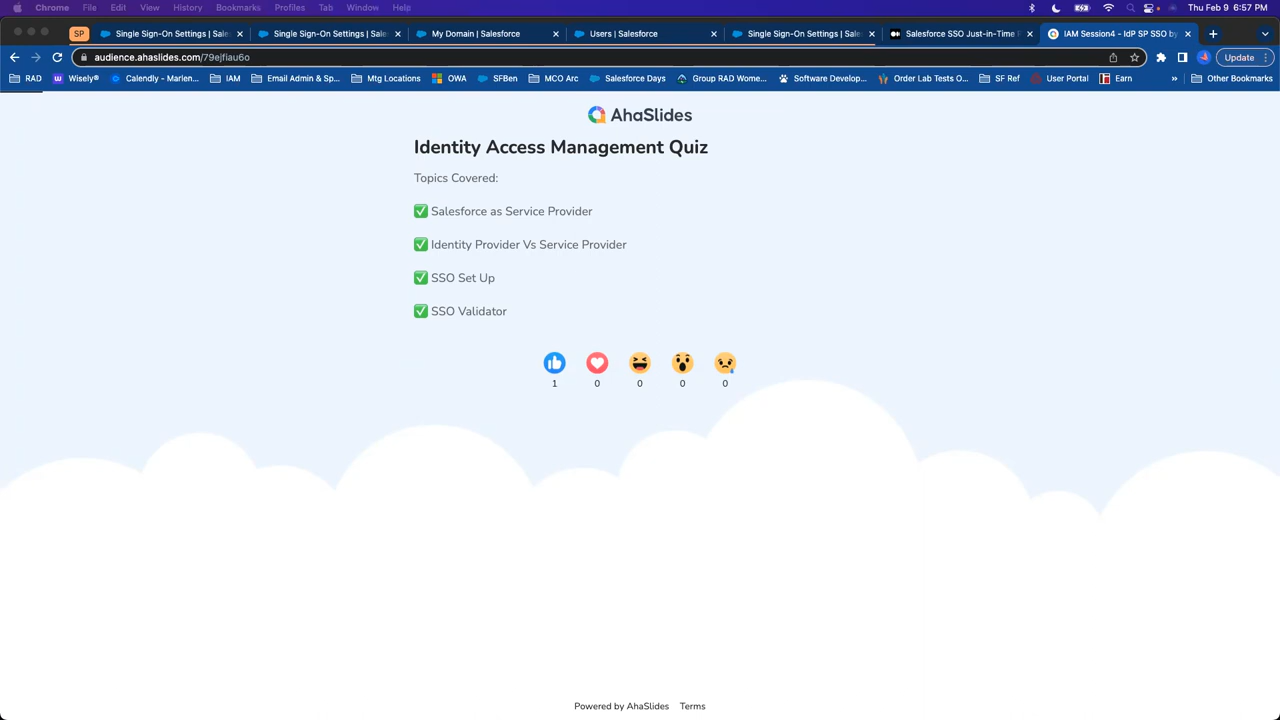 Chrome File Edit View History Bookmarks Profiles Tab Window Help Thu Feb 9 6:57 PM
SP Single Sign-On Settings | Sale Single Sign-On Settings | Sale My Domain | Salesforce Users | Salesforce Single Sign-On Settings | Sale Salesforce SSO Just-in-Time P IAM Session4 - IdP SP SSO by
audience.ahaslides.com/79ejfiau6o Update
RAD Wisely® Calendly - Marlen... IAM Email Admin & Sp... Mtg Locations OWA SFBen MCO Arc Salesforce Days Group RAD Wome... Software Develop... Order Lab Tests O... SF Ref User Portal Earn » Other Bookmarks
AhaSlides
Identity Access Management Quiz
Topics Covered:
✅ Salesforce as Service Provider
✅ Identity Provider Vs Service Provider
✅ SSO Set Up
✅ SSO Validator
1 0 0 0 0
Powered by AhaSlides Terms